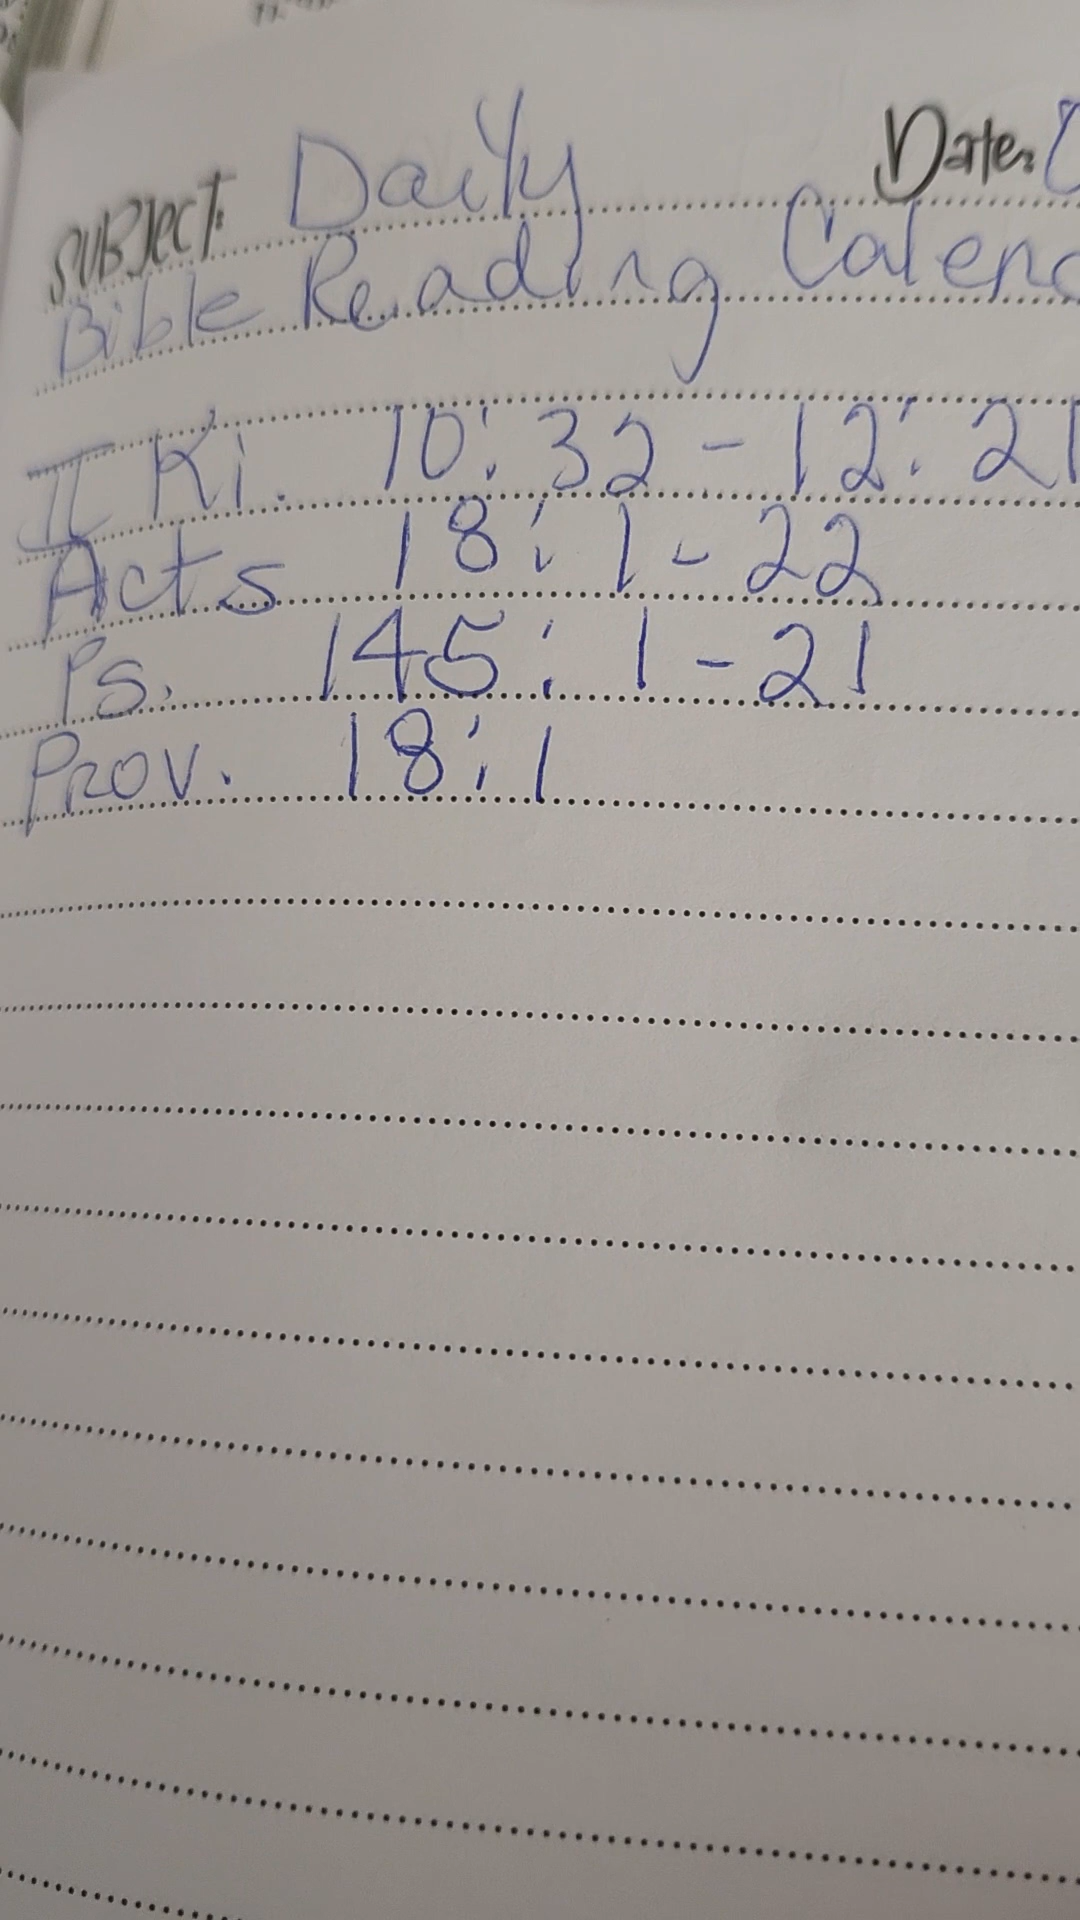 SUBJECT: Daily Date:
Bible Reading Calend
II Ki. 10:32-12:21
Acts 18:1-22
Ps. 145:1-21
Prov. 18:1